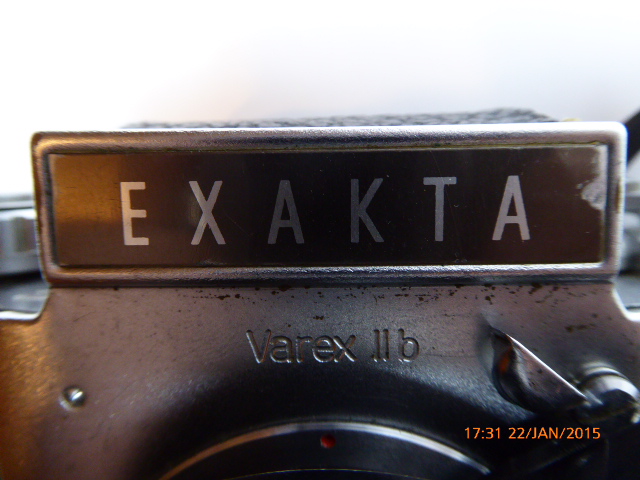 EXAKTA
Varex IIb
17:31 22/JAN/2015